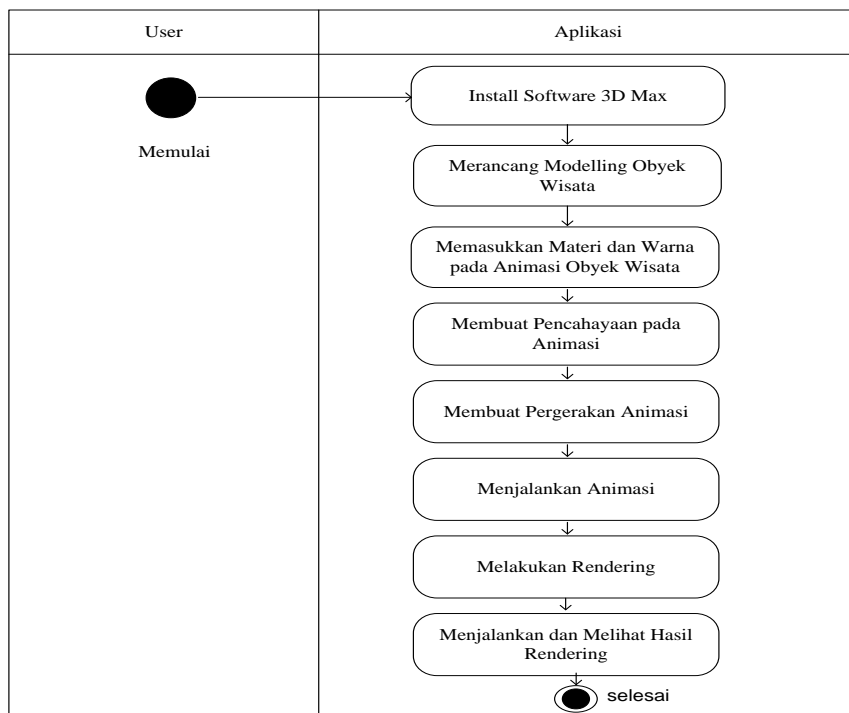 User
Aplikasi
Memulai
Install Software 3D Max
Merancang Modelling Obyek
Wisata
Memasukkan Materi dan Warna
pada Animasi Obyek Wisata
Membuat Pencahayaan pada
Animasi
Membuat Pergerakan Animasi
Menjalankan Animasi
Melakukan Rendering
Menjalankan dan Melihat Hasil
Rendering
selesai